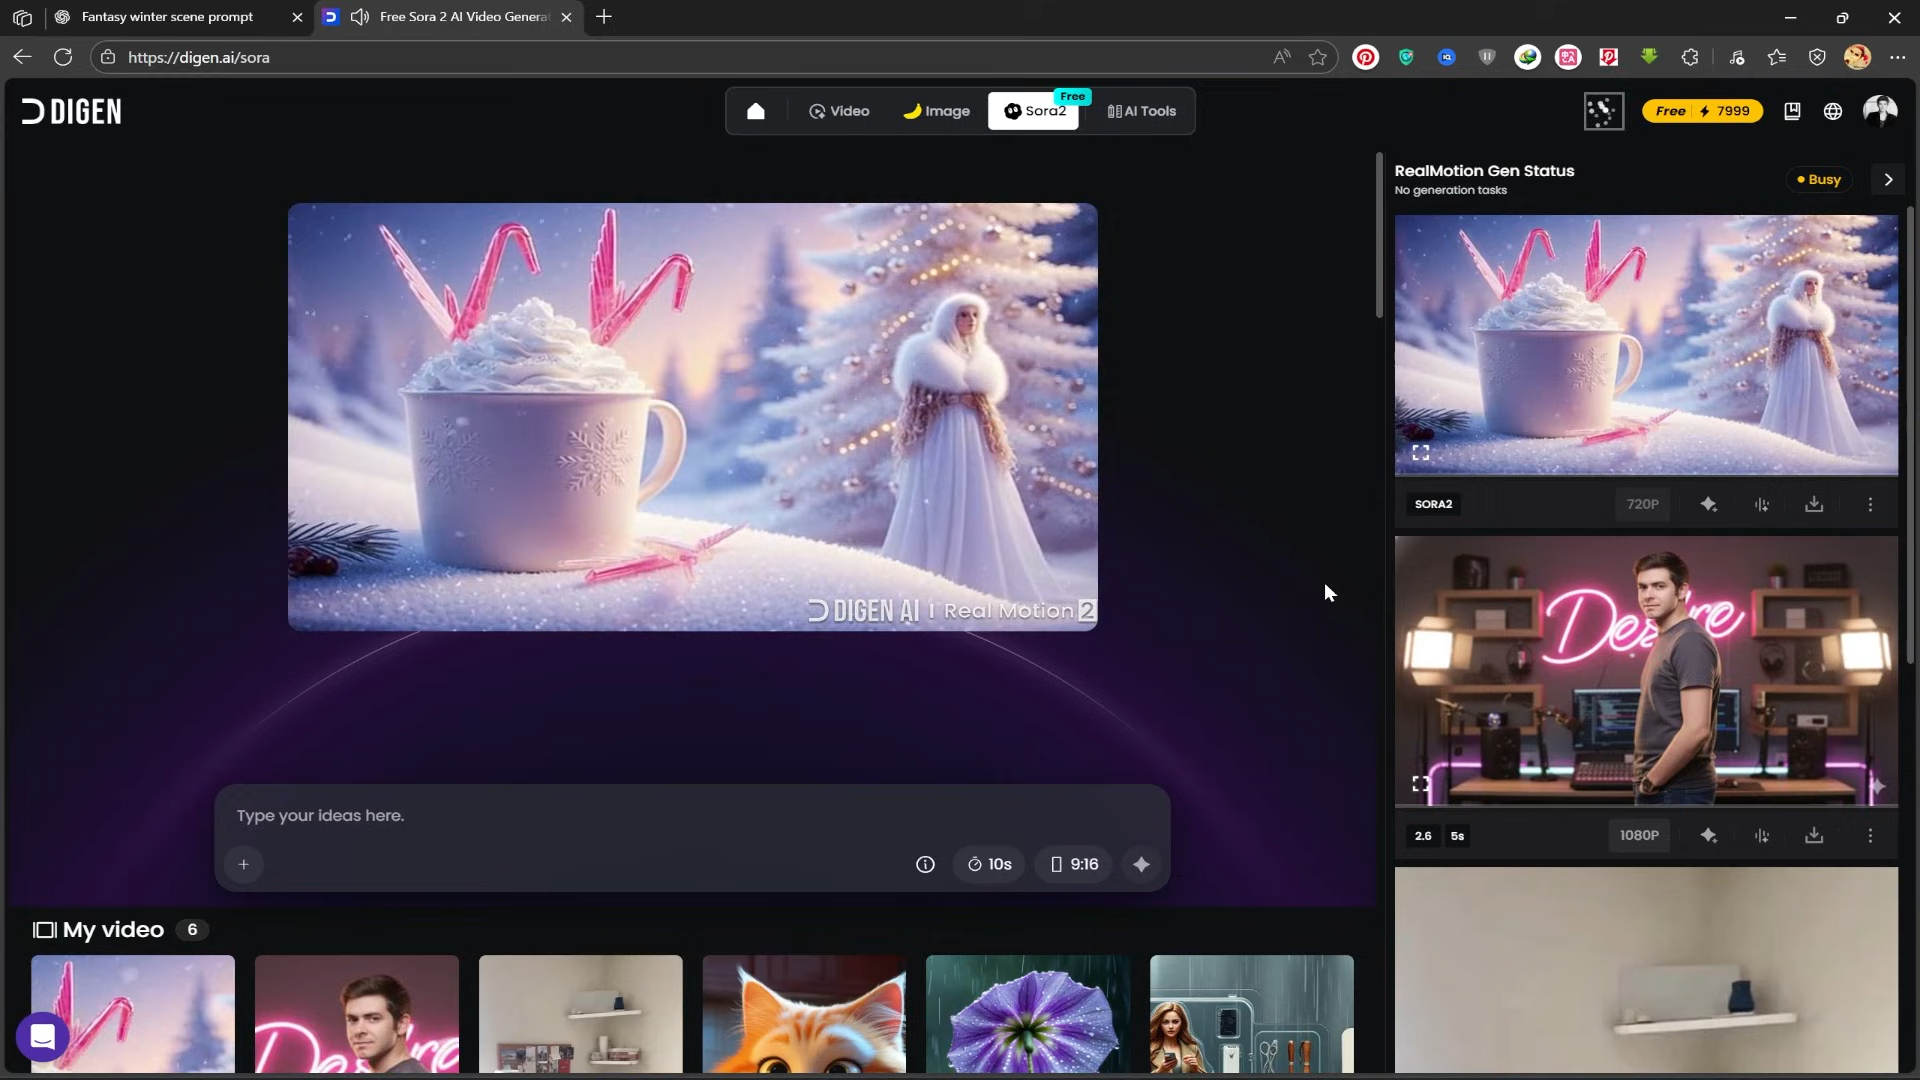 Fantasy winter scene prompt
Free Sora 2 AI Video Genera
https://digen.ai/sora
DIGEN
Video
Image
Sora2
Free
AI Tools
Free 7999
RealMotion Gen Status
No generation tasks
Busy
DIGEN AI | Real Motion 2
SORA2
720P
Desire
2.6
5s
1080P
Type your ideas here.
10s
9:16
My video 6